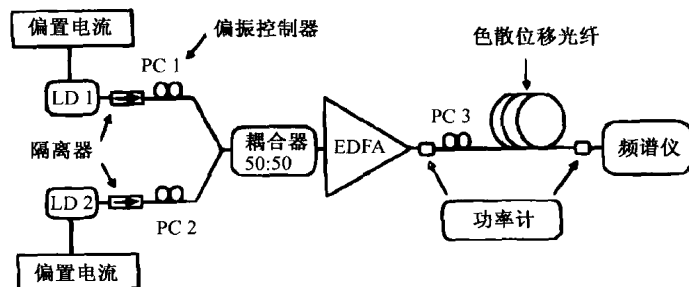 偏置电流
偏振控制器
色散位移光纤
PC 1
LD 1
PC 3
隔离器
耦合器
50:50
EDFA
频谱仪
LD 2
PC 2
功率计
偏置电流